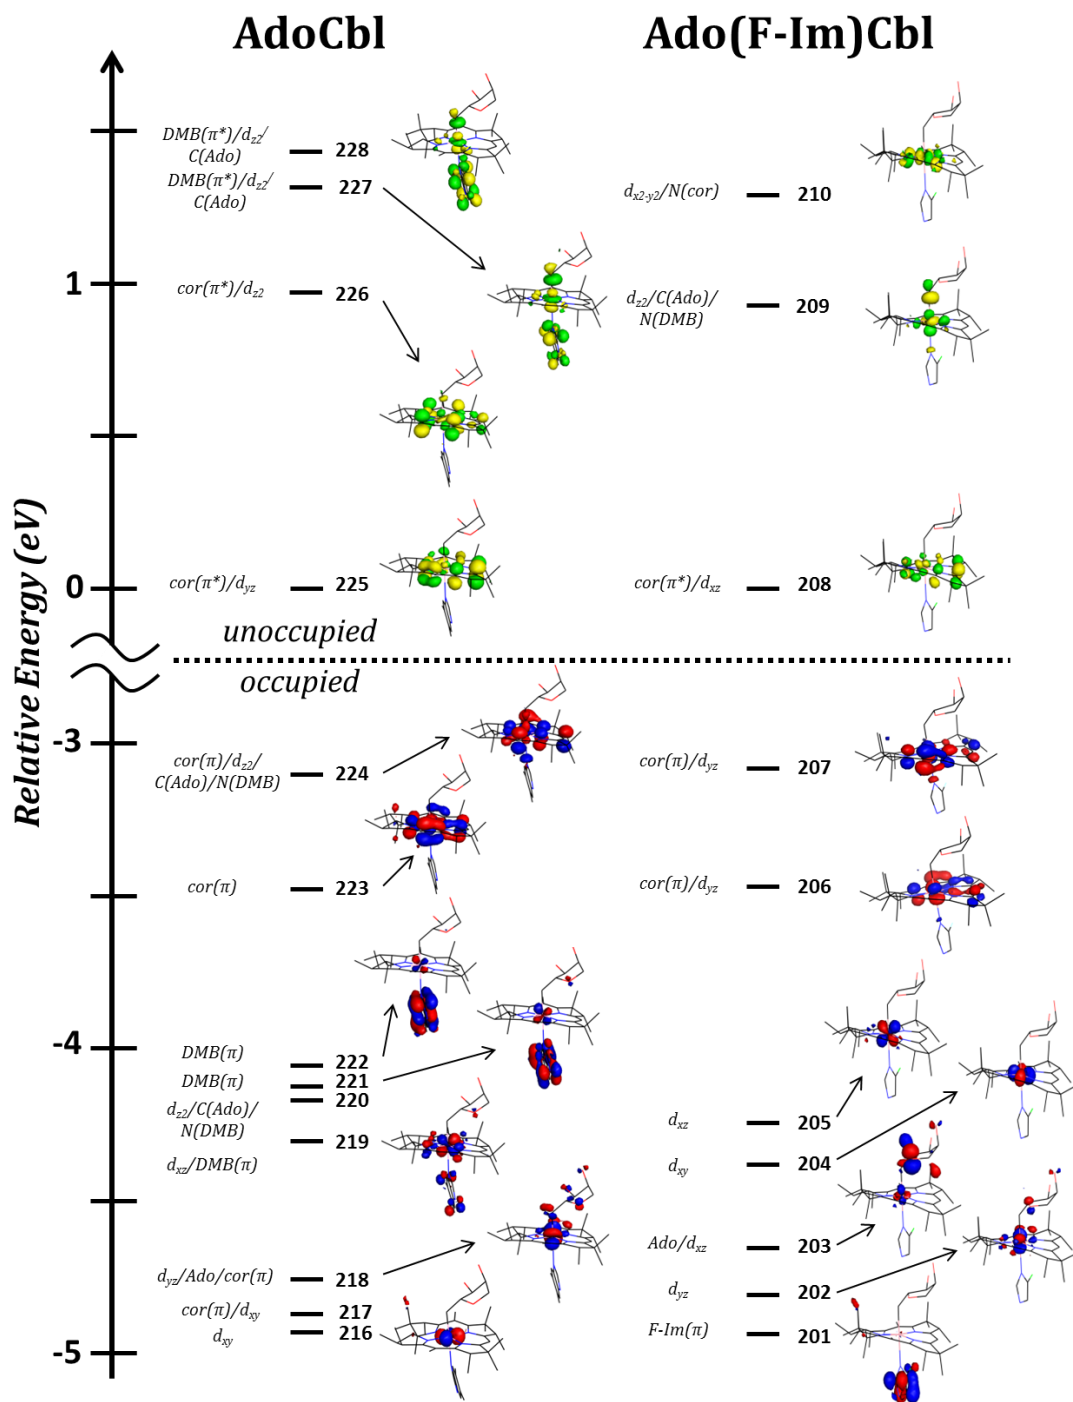 AdoCbl
Ado(F-Im)Cbl
Relative Energy (eV)
1
0
-3
-4
-5
DMB(π*)/dz2/
C(Ado)
228
DMB(π*)/dz2/
C(Ado)
227
cor(π*)/dz2
226
cor(π*)/dyz
225
unoccupied
occupied
cor(π)/dz2/
C(Ado)/N(DMB)
224
cor(π)
223
DMB(π)
222
DMB(π)
221
dz2/C(Ado)/
N(DMB)
220
219
dxz/DMB(π)
dyz/Ado/cor(π)
218
cor(π)/dxy
217
dxy
216
dx2-y2/N(cor)
210
dz2/C(Ado)/
N(DMB)
209
cor(π*)/dxz
208
cor(π)/dyz
207
cor(π)/dyz
206
dxz
205
dxy
204
Ado/dxz
203
dyz
202
F-Im(π)
201